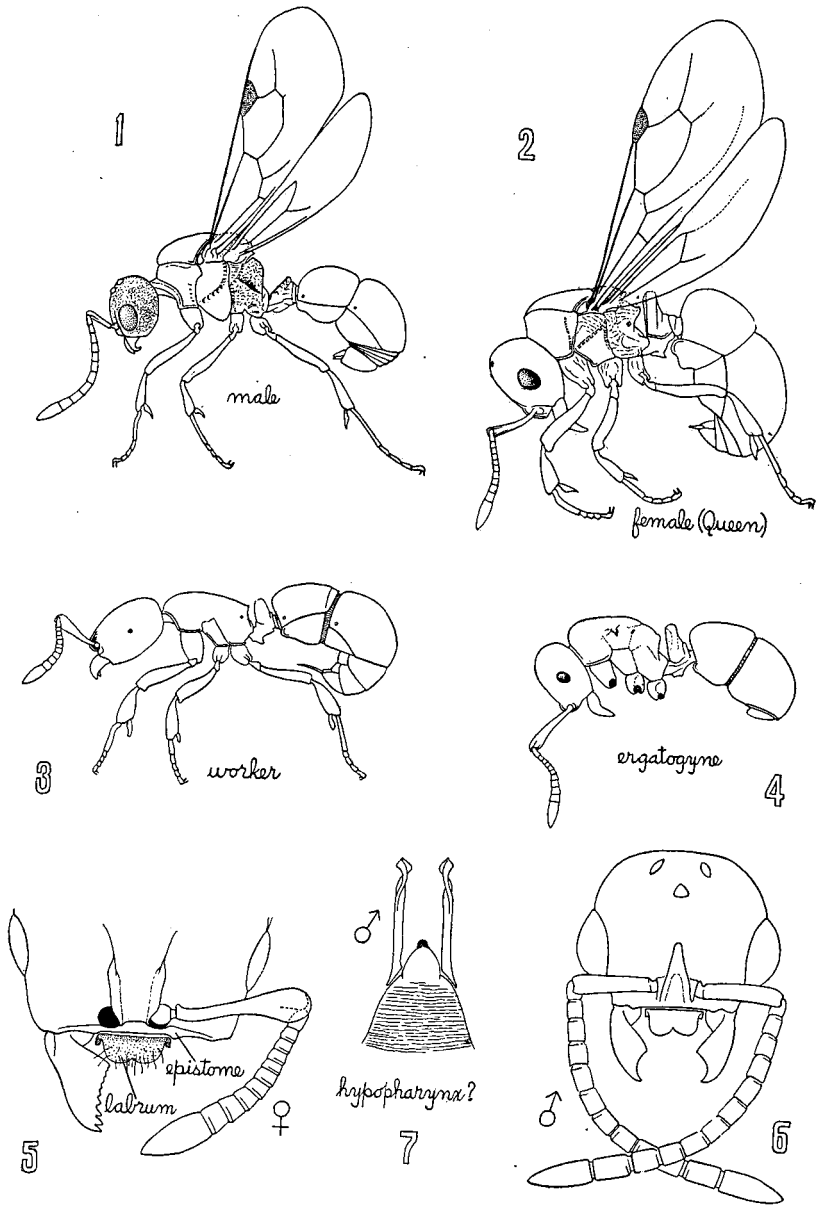 1
2
male
female (Queen)
3
worker
ergatogyne
4
♂
epistome
labrum
♀
5
hypopharynx?
7
♂
6